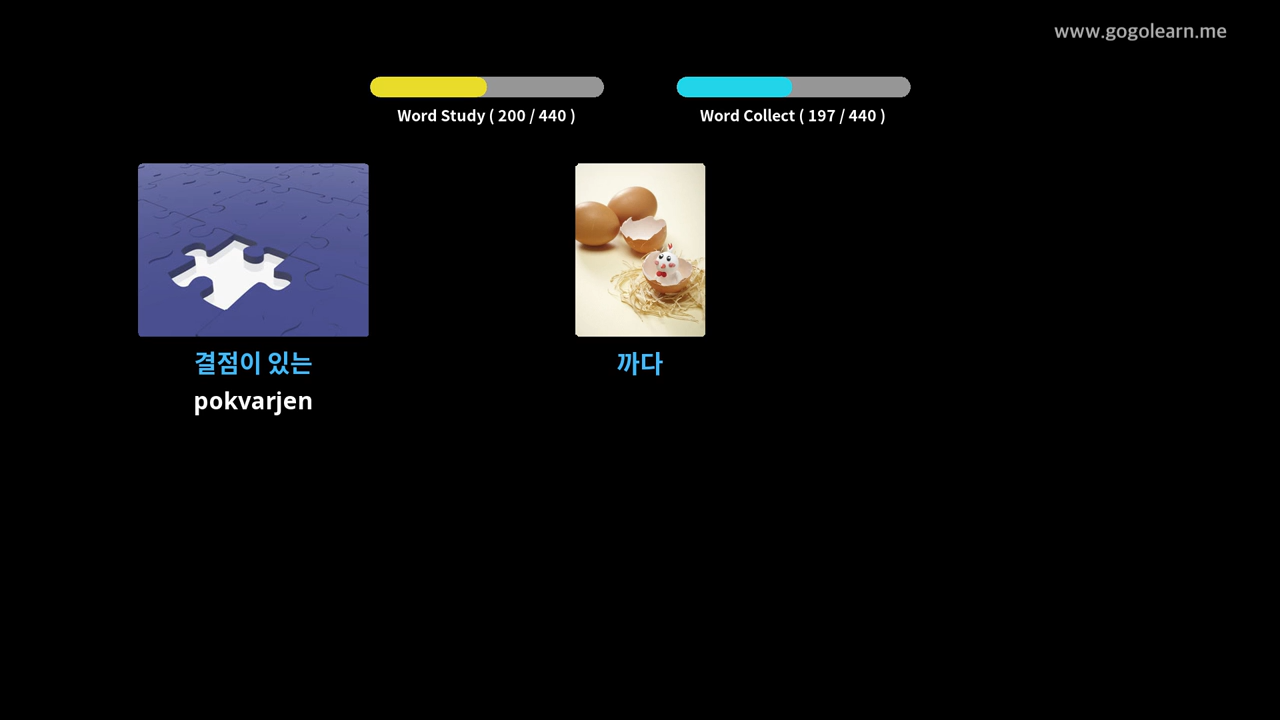 www.gogolearn.me
Word Study ( 200 / 440 )
Word Collect ( 197 / 440 )
결점이 있는
pokvarjen
까다